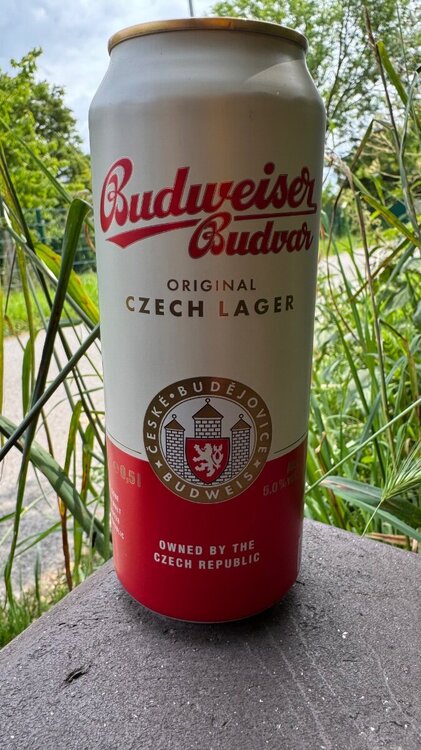 Budweiser
Budvar
ORIGINAL
CZECH LAGER
ČESKÉ • BUDĚJOVICE
BUDWEIS
℮0,5l
5.0%
OWNED BY THE
CZECH REPUBLIC